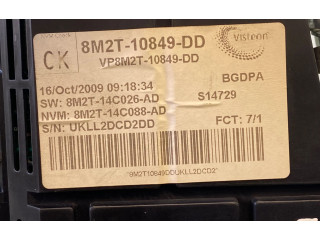 CK
8M2T-10849-DD
Visteon
VP8M2T-10849-DD
BGDPA
16/Oct/2009 09:18:34
SW: 8M2T-14C026-AD
S14729
NVM: 8M2T-14C088-AD
S/N: UKLL2DCD2DD
FCT: 7/1
"8M2T10849DDUKLL2DCD2"